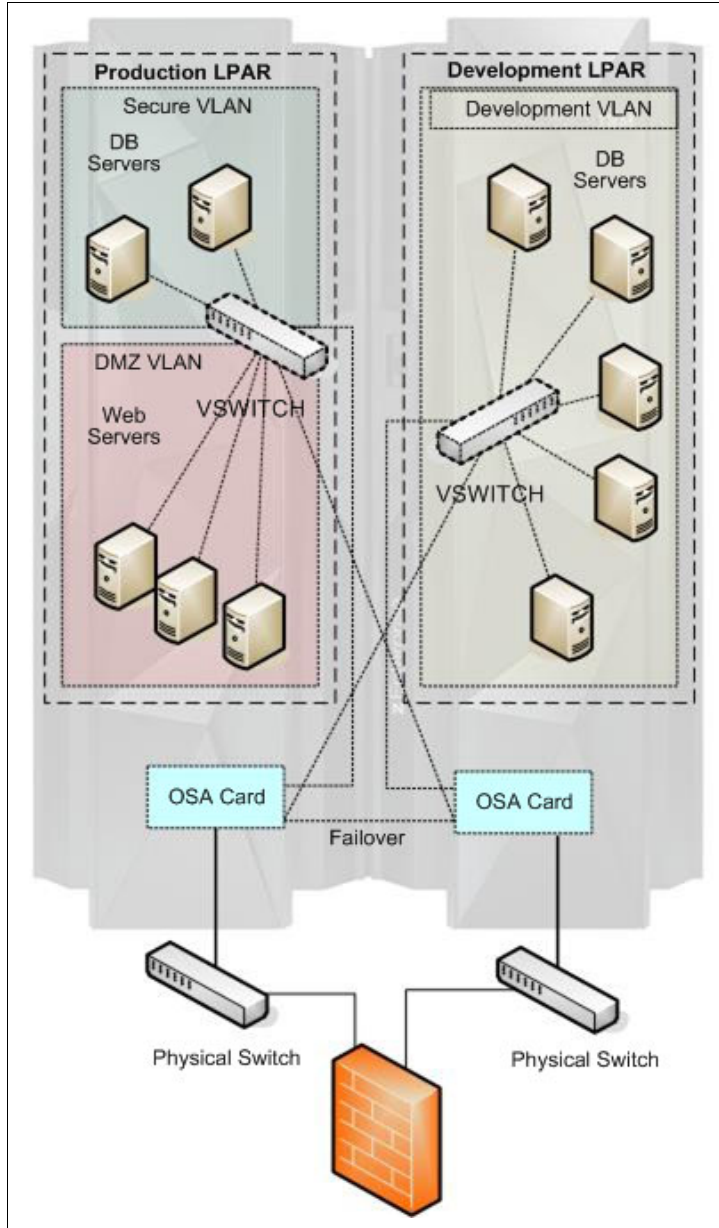 Production LPAR
Secure VLAN
DB
Servers
DMZ VLAN
VSWITCH
Web
Servers
Development LPAR
Development VLAN
DB
Servers
VSWITCH
OSA Card
OSA Card
Failover
Physical Switch
Physical Switch